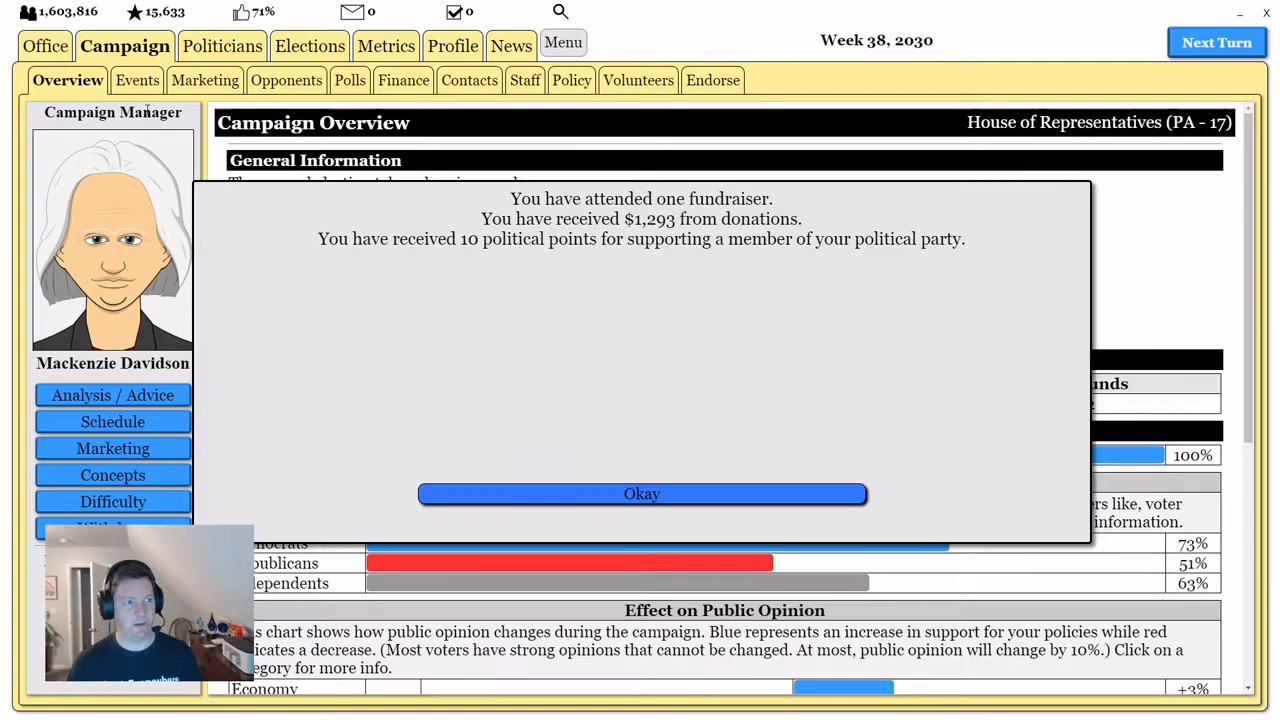 1,603,816 15,633 71% 0 0
_ x
Office Campaign Politicians Elections Metrics Profile News Menu
Week 38, 2030
Next Turn
Overview Events Marketing Opponents Polls Finance Contacts Staff Policy Volunteers Endorse
Campaign Manager
Mackenzie Davidson
Analysis / Advice
Schedule
Marketing
Concepts
Difficulty
Campaign Overview House of Representatives (PA - 17)
General Information
You have attended one fundraiser.
You have received $1,293 from donations.
You have received 10 political points for supporting a member of your political party.
Okay
unds
100%
ers like, voter
information.
73%
publicans 51%
ependents 63%
Effect on Public Opinion
s chart shows how public opinion changes during the campaign. Blue represents an increase in support for your policies while red
icates a decrease. (Most voters have strong opinions that cannot be changed. At most, public opinion will change by 10%.) Click on a
egory for more info.
Economy +3%